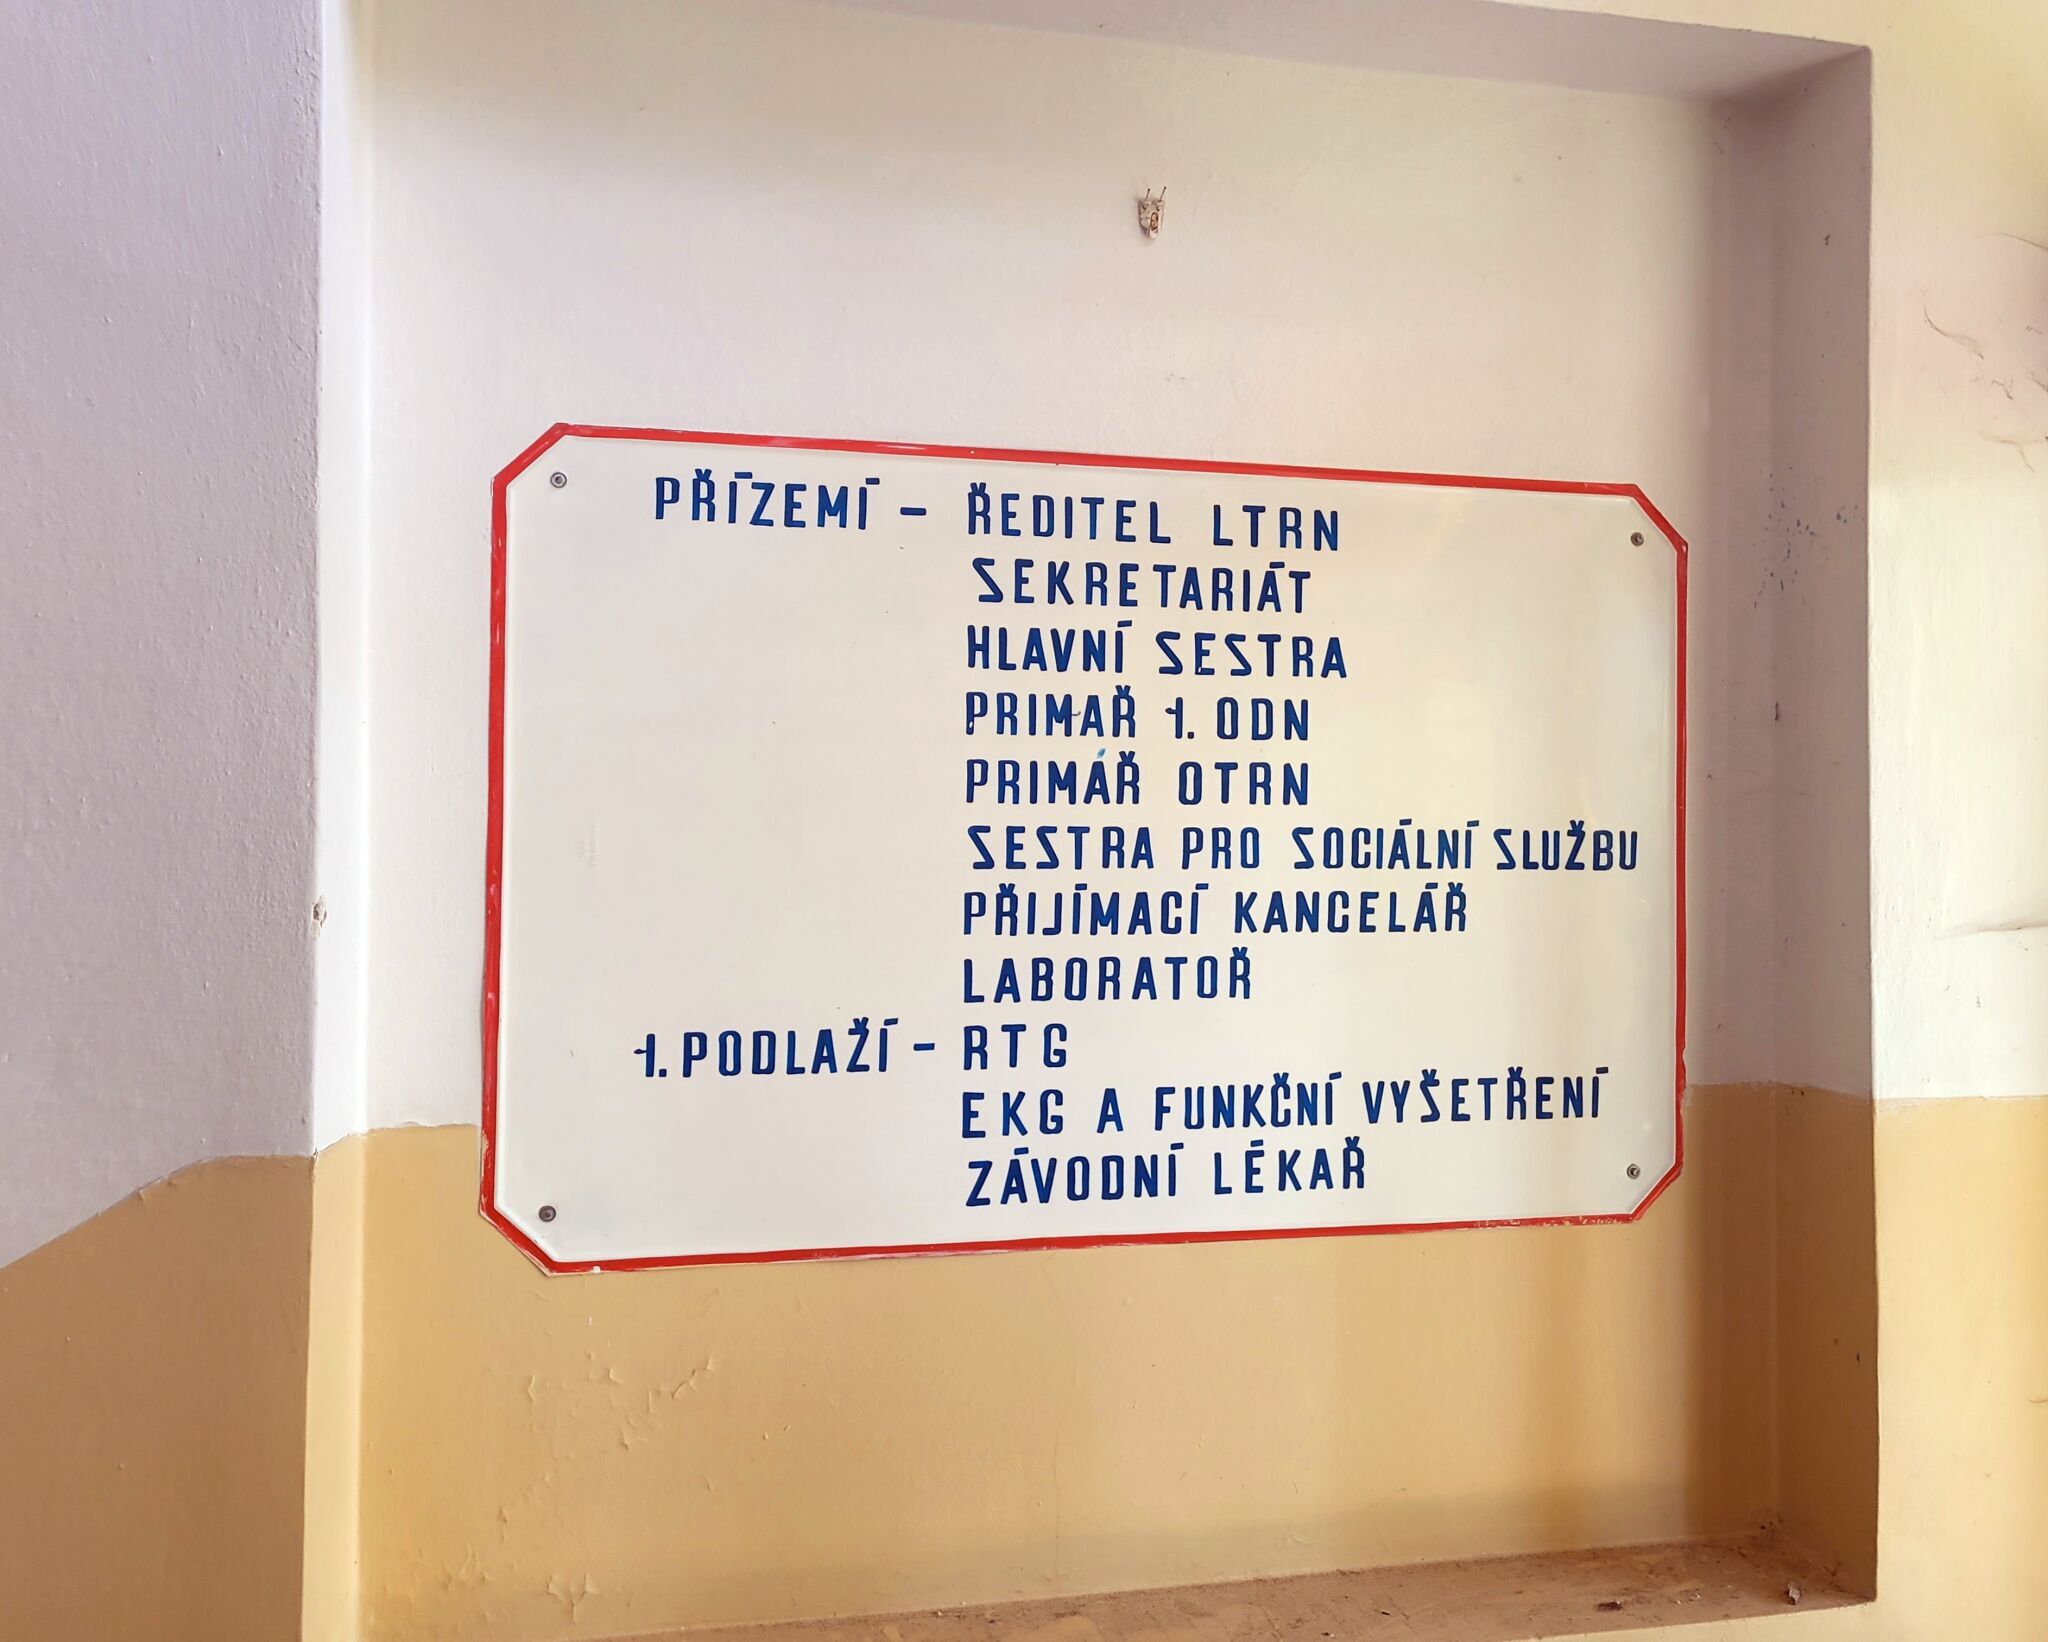 PŘÍZEMÍ - ŘEDITEL LTRN
SEKRETARIÁT
HLAVNÍ SESTRA
PRIMAŘ 1. ODN
PRIMÁŘ OTRN
SESTRA PRO SOCIÁLNÍ SLUŽBU
PŘIJÍMACÍ KANCELÁŘ
LABORATOŘ
1. PODLAŽÍ - RTG
EKG A FUNKČNÍ VYŠETŘENÍ
ZÁVODNÍ LÉKAŘ